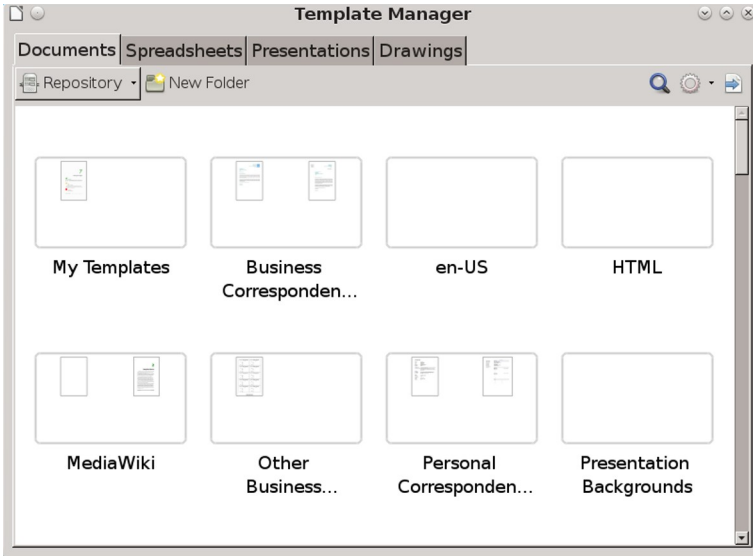 Template Manager
Documents Spreadsheets Presentations Drawings
Repository New Folder
My Templates
Business
Corresponden...
en-US
HTML
MediaWiki
Other
Business...
Personal
Corresponden...
Presentation
Backgrounds